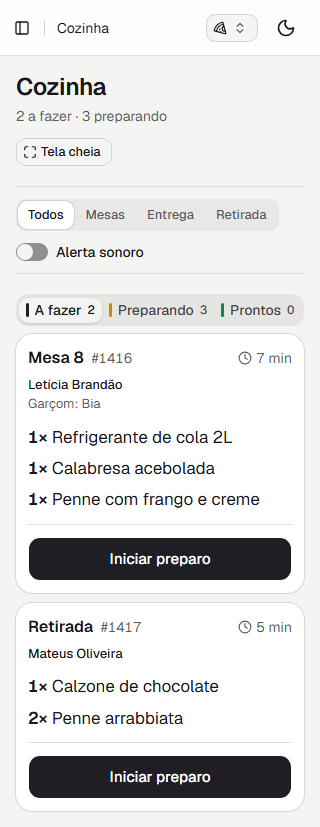 Cozinha
Cozinha
2 a fazer · 3 preparando
Tela cheia
Todos Mesas Entrega Retirada
Alerta sonoro
A fazer 2 Preparando 3 Prontos 0
Mesa 8 #1416 7 min
Letícia Brandão
Garçom: Bia
1× Refrigerante de cola 2L
1× Calabresa acebolada
1× Penne com frango e creme
Iniciar preparo
Retirada #1417 5 min
Mateus Oliveira
1× Calzone de chocolate
2× Penne arrabbiata
Iniciar preparo